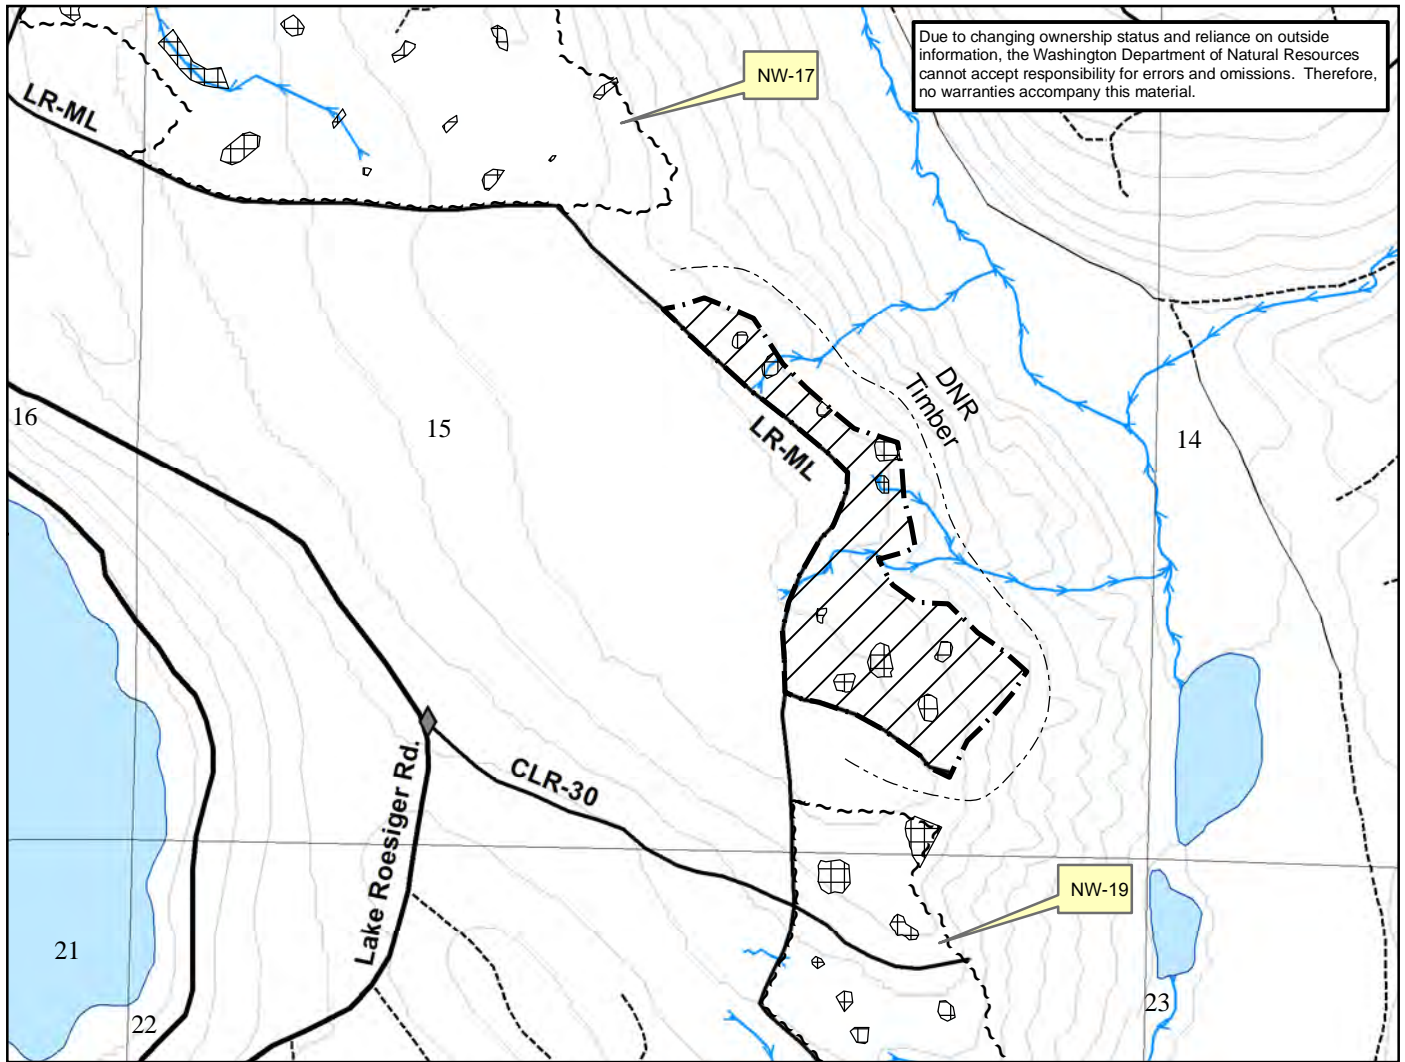 Due to changing ownership status and reliance on outside
information, the Washington Department of Natural Resources
cannot accept responsibility for errors and omissions. Therefore,
no warranties accompany this material.
NW-17
LR-ML
DNR
Timber
16
15
14
LR-ML
CLR-30
Lake Roesiger Rd.
NW-19
21
22
23